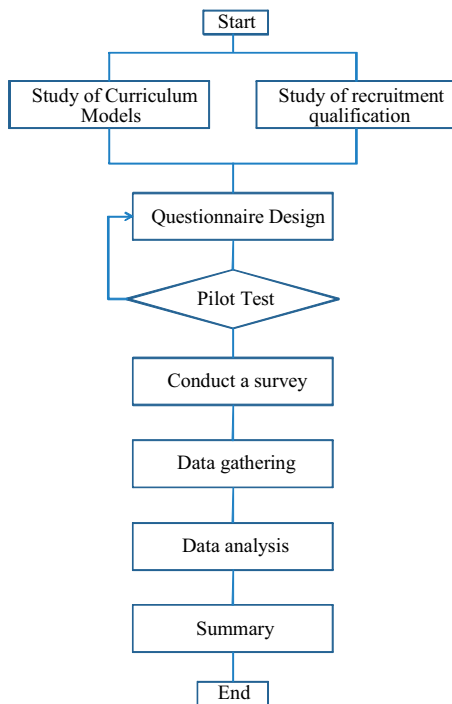 Start
Study of Curriculum
Models
Study of recruitment
qualification
Questionnaire Design
Pilot Test
Conduct a survey
Data gathering
Data analysis
Summary
End